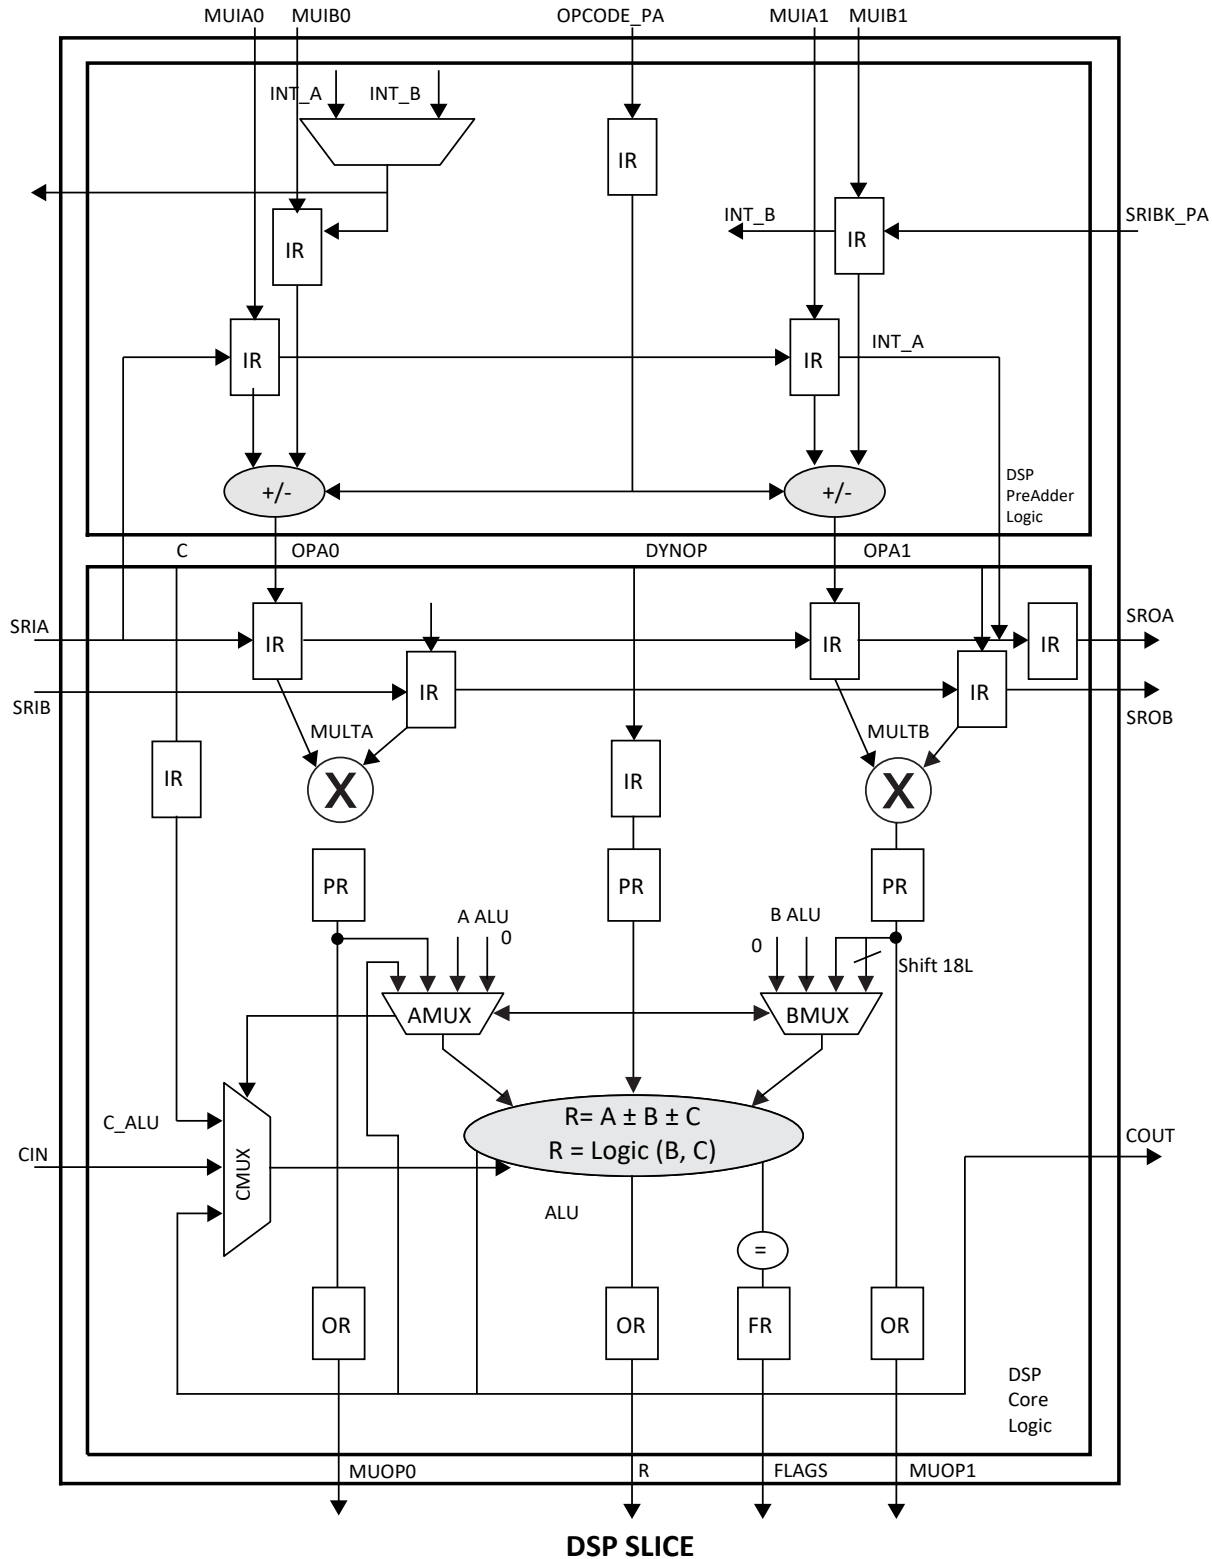 MUIA0
MUIB0
OPCODE_PA
MUIA1
MUIB1
INT_A
INT_B
IR
IR
INT_B
IR
SRIBK_PA
IR
IR
IR
INT_A
+/-
+/-
DSP
PreAdder
Logic
C
OPA0
DYNOP
OPA1
SRIA
IR
IR
IR
SROA
SRIB
IR
IR
SROB
MULTA
MULTB
IR
X
IR
X
PR
PR
PR
A ALU
0
B ALU
0
Shift 18L
AMUX
BMUX
C_ALU
R= A ± B ± C
R = Logic (B, C)
CIN
CMUX
COUT
ALU
=
OR
OR
FR
OR
DSP
Core
Logic
MUOP0
R
FLAGS
MUOP1
DSP SLICE